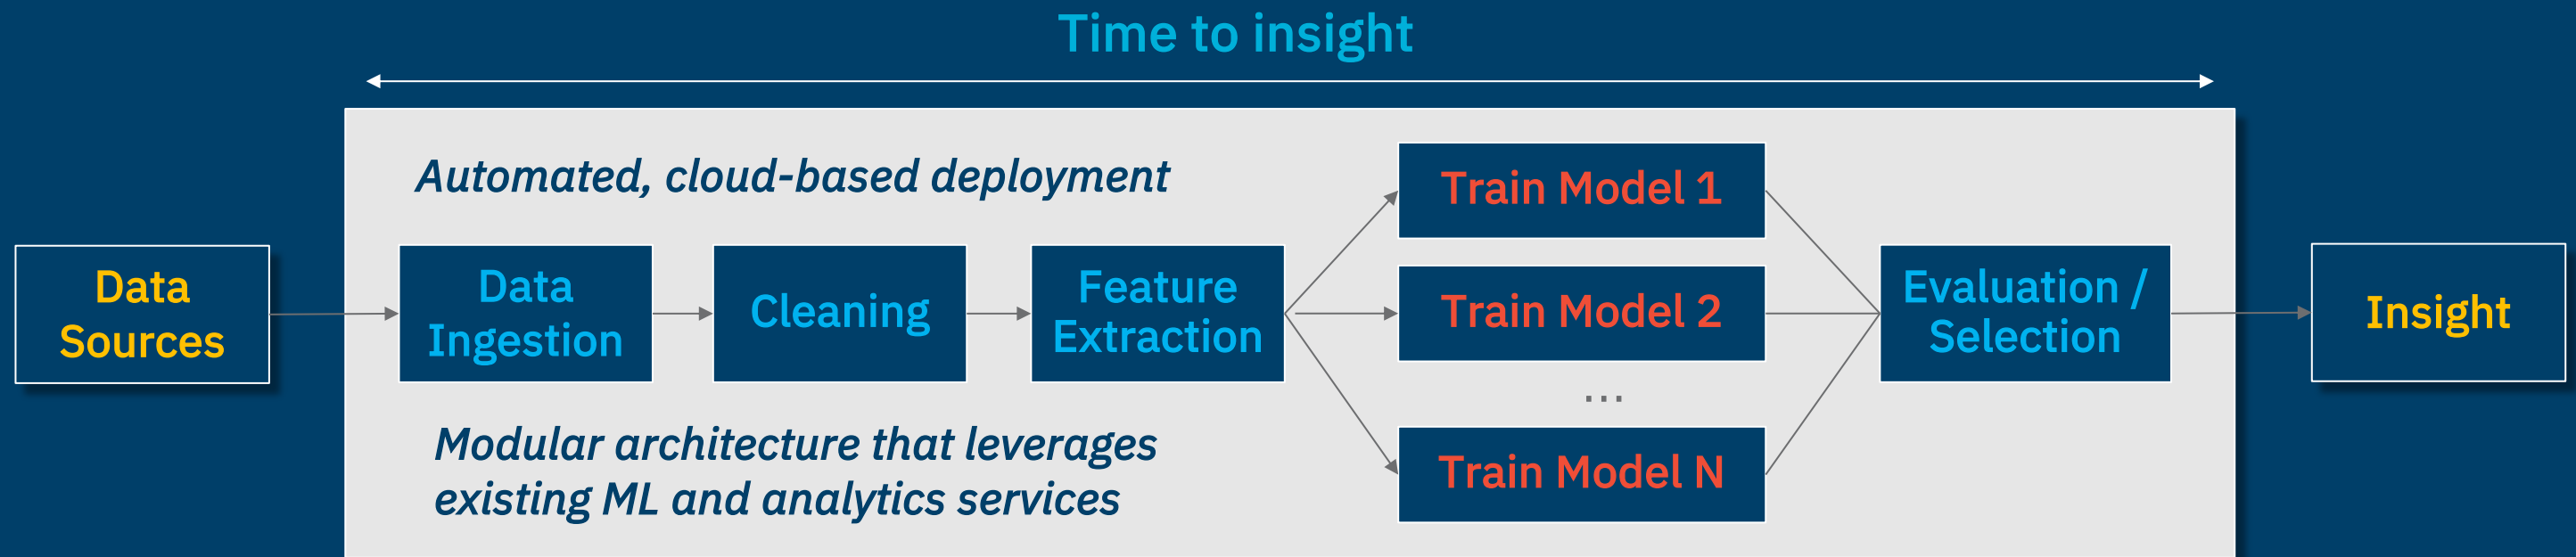 Time to insight
Automated, cloud-based deployment
Data
Sources
Data
Ingestion
Cleaning
Feature
Extraction
Train Model 1
Train Model 2
...
Train Model N
Evaluation /
Selection
Insight
Modular architecture that leverages
existing ML and analytics services